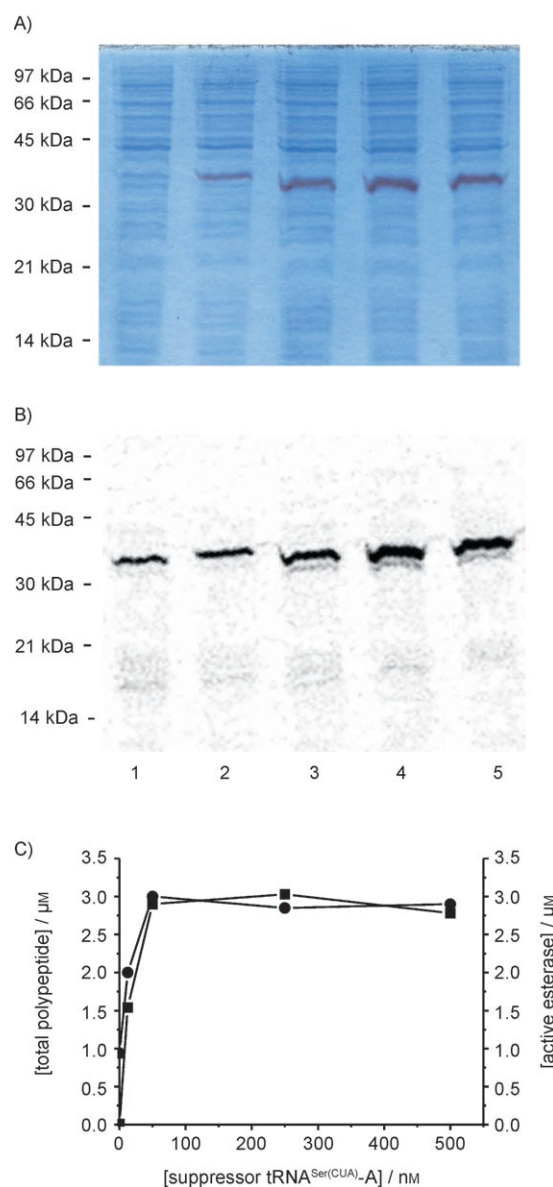 A)
97 kDa -
66 kDa -
45 kDa -
30 kDa -
21 kDa -
14 kDa -
B)
97 kDa -
66 kDa -
45 kDa -
30 kDa -
21 kDa -
14 kDa -
1 2 3 4 5
C)
[total polypeptide] / µM
3.5
3.0
2.5
2.0
1.5
1.0
0.5
0.0
3.5
3.0
2.5
2.0
1.5
1.0
0.5
0.0
[active esterase] / µM
0 100 200 300 400 500
[suppressor tRNA^Ser(CUA)-A] / nM